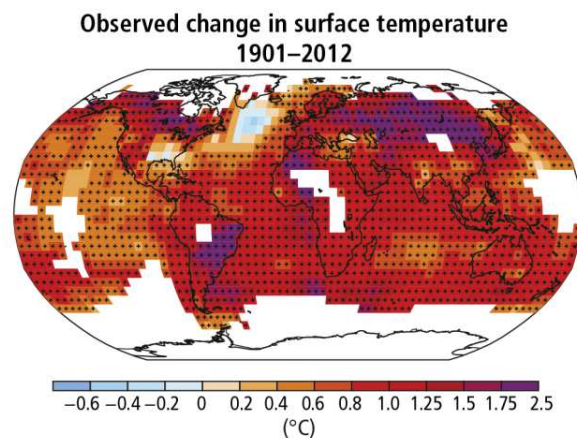 Observed change in surface temperature
1901–2012
−0.6 −0.4 −0.2 0 0.2 0.4 0.6 0.8 1.0 1.25 1.5 1.75 2.5
(°C)